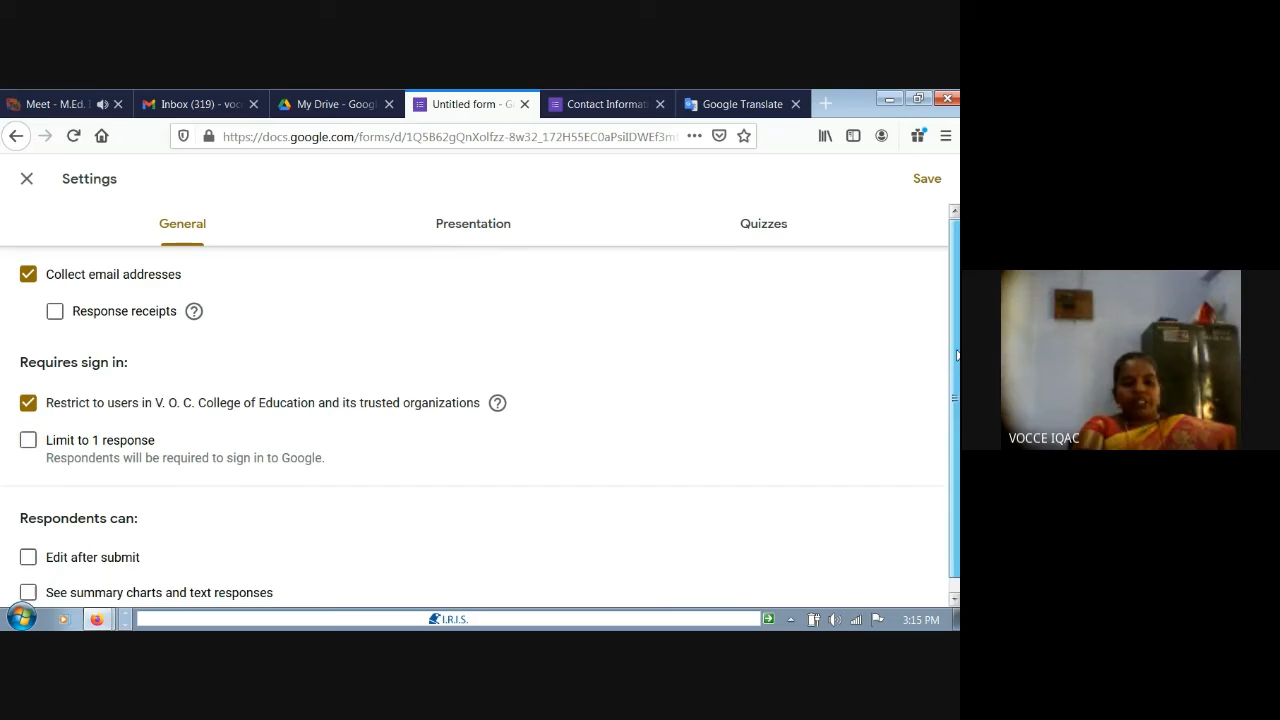 Meet - M.Ed.
Inbox (319) - voc
My Drive - Googl
Untitled form - G
Contact Informat
Google Translate
https://docs.google.com/forms/d/1Q5B62gQnXolfzz-8w32_172H55EC0aPsiIDWEf3m
Settings
Save
General
Presentation
Quizzes
Collect email addresses
Response receipts
Requires sign in:
Restrict to users in V. O. C. College of Education and its trusted organizations
Limit to 1 response
Respondents will be required to sign in to Google.
VOCCE IQAC
Respondents can:
Edit after submit
See summary charts and text responses
I.R.I.S.
3:15 PM